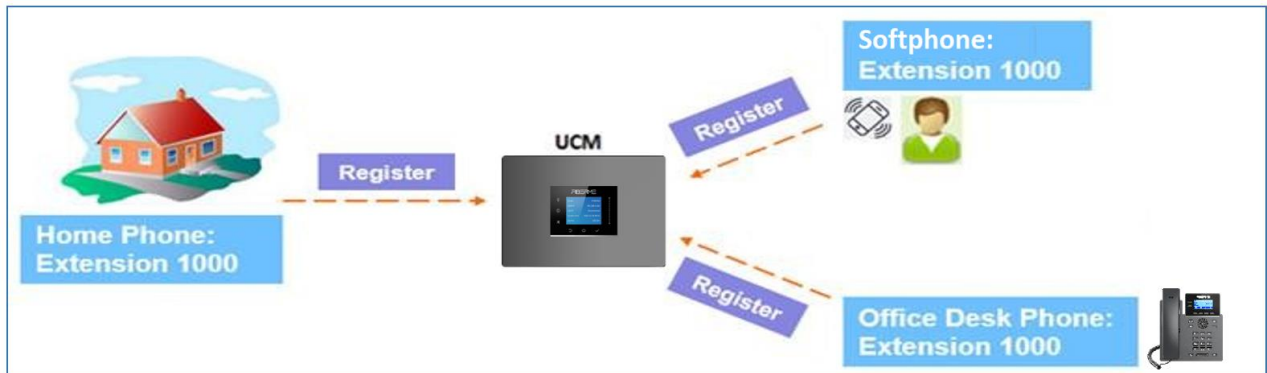 Softphone:
Extension 1000
Register
UCM
Register
Home Phone:
Extension 1000
Register
Office Desk Phone:
Extension 1000